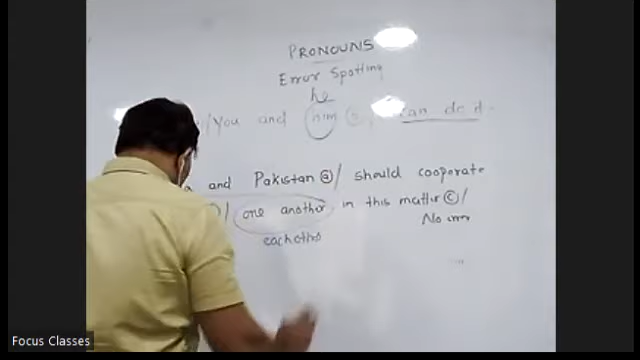 PRONOUNS
Error Spotting
he
/You and him can do it.
and Pakistan ⓐ/ should cooperate
/ one another in this matter ⓒ/
each other No error
Focus Classes